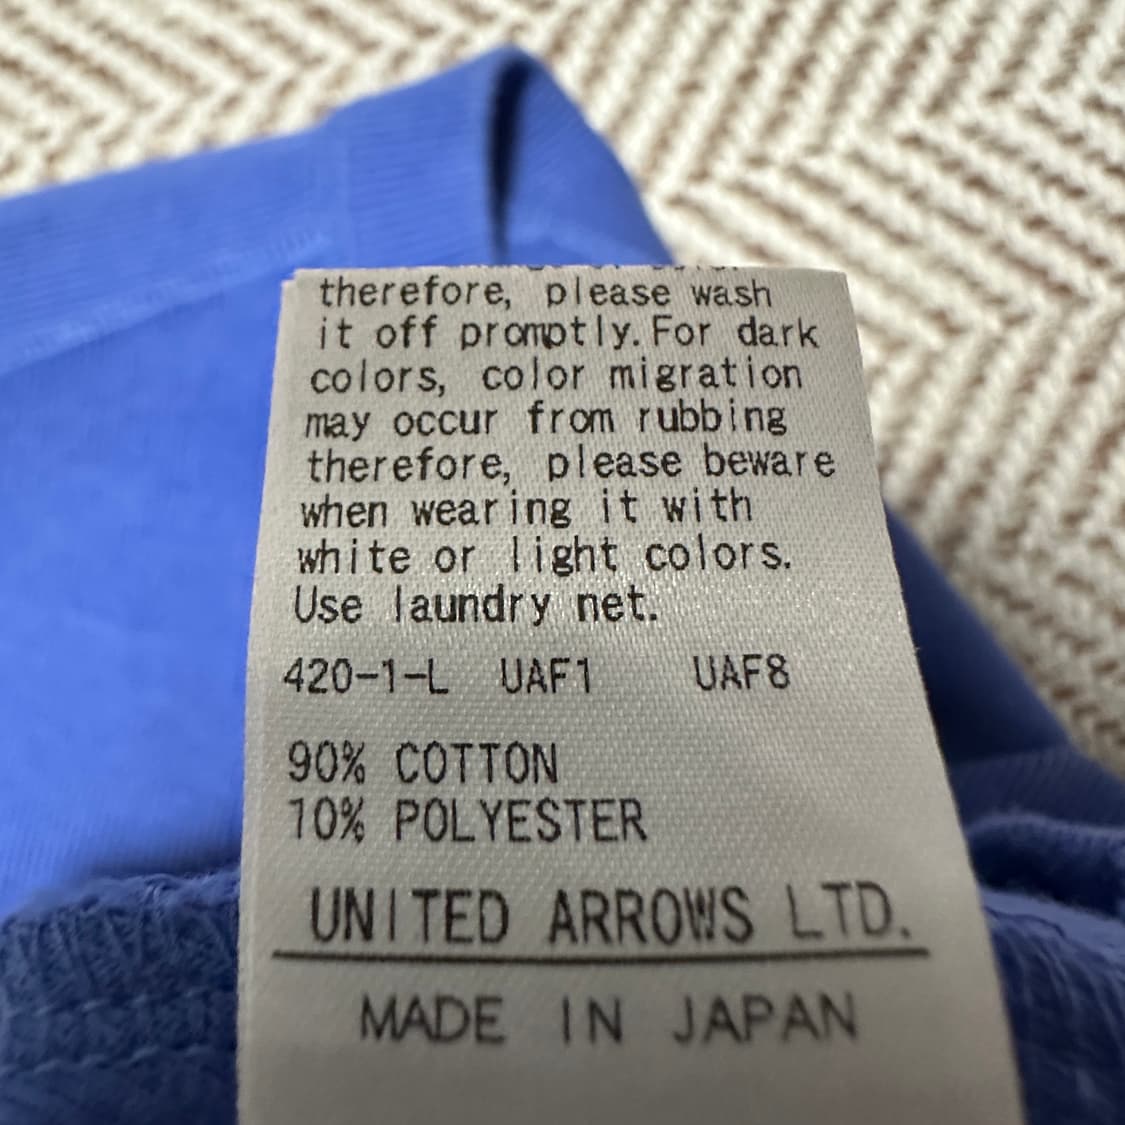 therefore, please wash
it off promptly. For dark
colors, color migration
may occur from rubbing
therefore, please beware
when wearing it with
white or light colors.
Use laundry net.
420-1-L UAF1 UAF8
90% COTTON
10% POLYESTER
UNITED ARROWS LTD.
MADE IN JAPAN